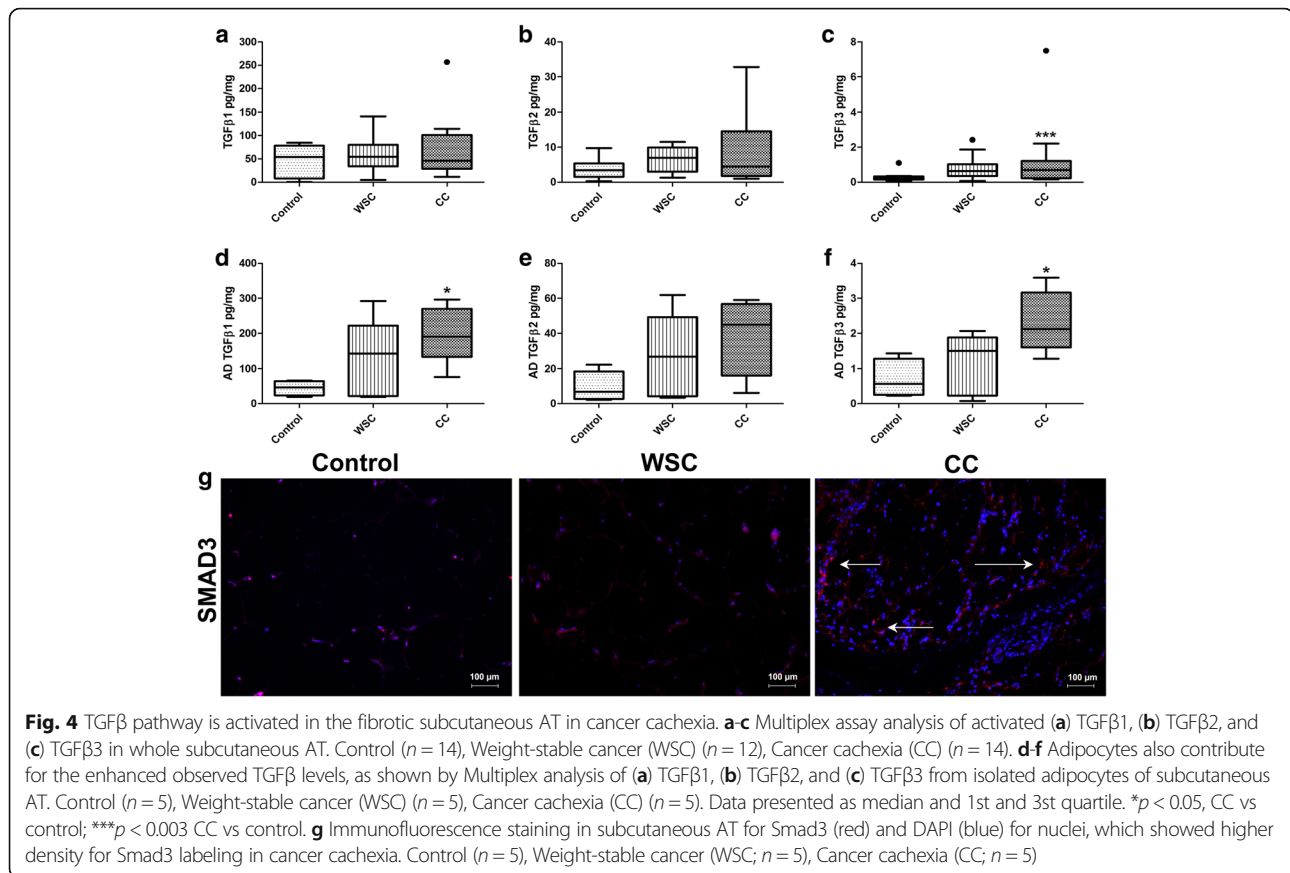 a
b
c
300
250
200
150
100
50
0
TGFβ1 pg/mg
Control
WSC
CC
40
30
20
10
0
TGFβ2 pg/mg
Control
WSC
CC
8
6
4
2
0
TGFβ3 pg/mg
***
Control
WSC
CC
d
e
f
400
300
200
100
0
AD TGFβ1 pg/mg
*
Control
WSC
CC
80
60
40
20
0
AD TGFβ2 pg/mg
Control
WSC
CC
4
3
2
1
0
AD TGFβ3 pg/mg
*
Control
WSC
CC
g
Control
WSC
CC
SMAD3
100 µm
100 µm
100 µm
Fig. 4 TGFβ pathway is activated in the fibrotic subcutaneous AT in cancer cachexia. a-c Multiplex assay analysis of activated (a) TGFβ1, (b) TGFβ2, and
(c) TGFβ3 in whole subcutaneous AT. Control (n = 14), Weight-stable cancer (WSC) (n = 12), Cancer cachexia (CC) (n = 14). d-f Adipocytes also contribute
for the enhanced observed TGFβ levels, as shown by Multiplex analysis of (a) TGFβ1, (b) TGFβ2, and (c) TGFβ3 from isolated adipocytes of subcutaneous
AT. Control (n = 5), Weight-stable cancer (WSC) (n = 5), Cancer cachexia (CC) (n = 5). Data presented as median and 1st and 3st quartile. *p < 0.05, CC vs
control; ***p < 0.003 CC vs control. g Immunofluorescence staining in subcutaneous AT for Smad3 (red) and DAPI (blue) for nuclei, which showed higher
density for Smad3 labeling in cancer cachexia. Control (n = 5), Weight-stable cancer (WSC; n = 5), Cancer cachexia (CC; n = 5)